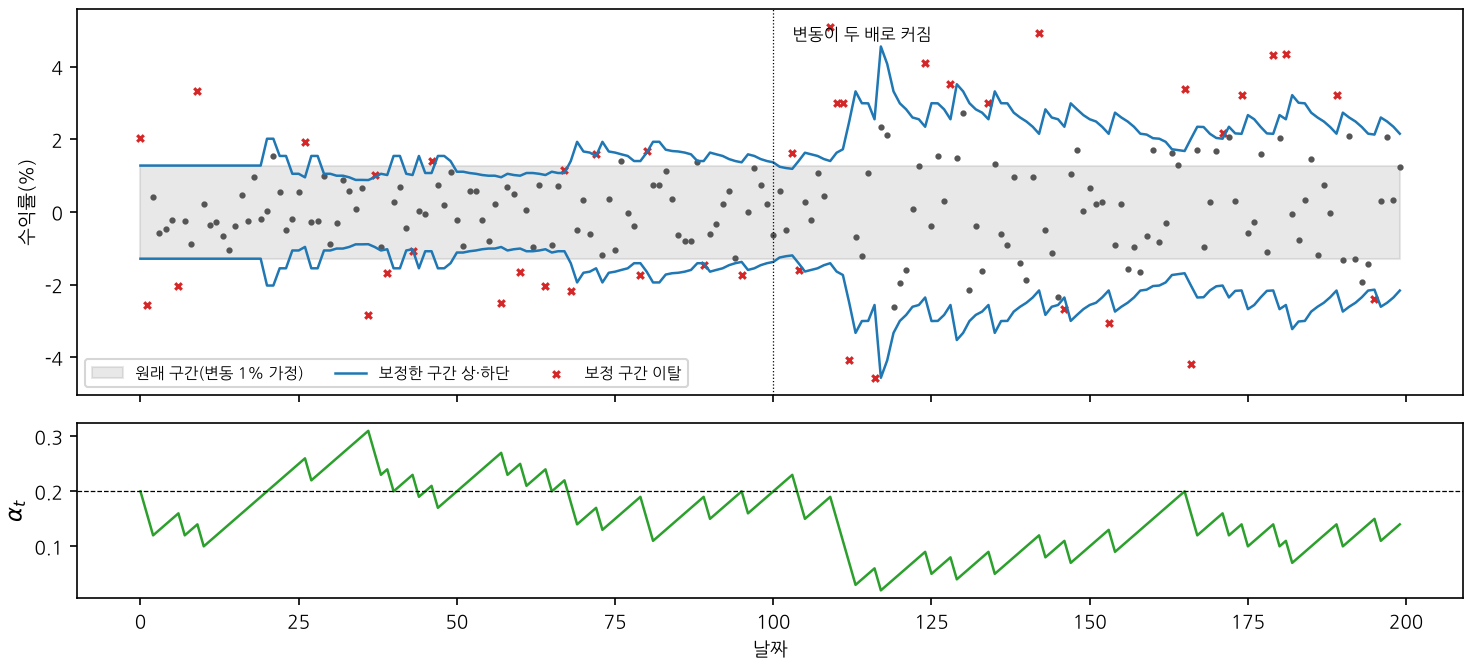 변동이 두 배로 커짐
수익률(%)
4
2
0
-2
-4
원래 구간(변동 1% 가정)
보정한 구간 상·하단
보정 구간 이탈
α_t
0.3
0.2
0.1
0 25 50 75 100 125 150 175 200
날짜